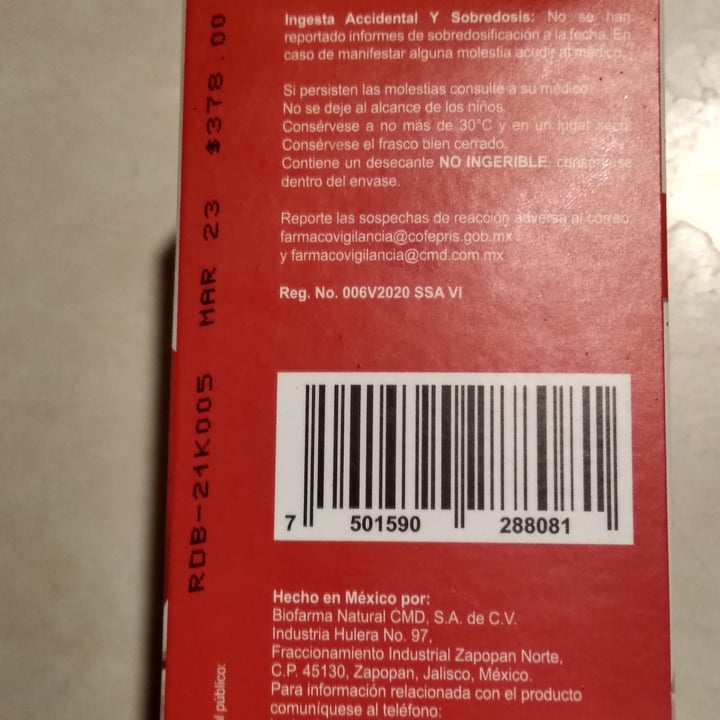 Ingesta Accidental Y Sobredosis: No se han
reportado informes de sobredosificación a la fecha. En
caso de manifestar alguna molestia acudir al médico.
Si persisten las molestias consulte a su médico.
No se deje al alcance de los niños.
Consérvese a no más de 30°C y en un lugar seco.
Consérvese el frasco bien cerrado.
Contiene un desecante NO INGERIBLE, consérvese
dentro del envase.
Reporte las sospechas de reacción adversa al correo
farmacovigilancia@cofepris.gob.mx
y farmacovigilancia@cmd.com.mx
Reg. No. 006V2020 SSA VI
7 501590 288081
Hecho en México por:
Biofarma Natural CMD, S.A. de C.V.
Industria Hulera No. 97,
Fraccionamiento Industrial Zapopan Norte,
C.P. 45130, Zapopan, Jalisco, México.
Para información relacionada con el producto
comuníquese al teléfono:
RDB-21K005 MAR 23 $378.00
público: